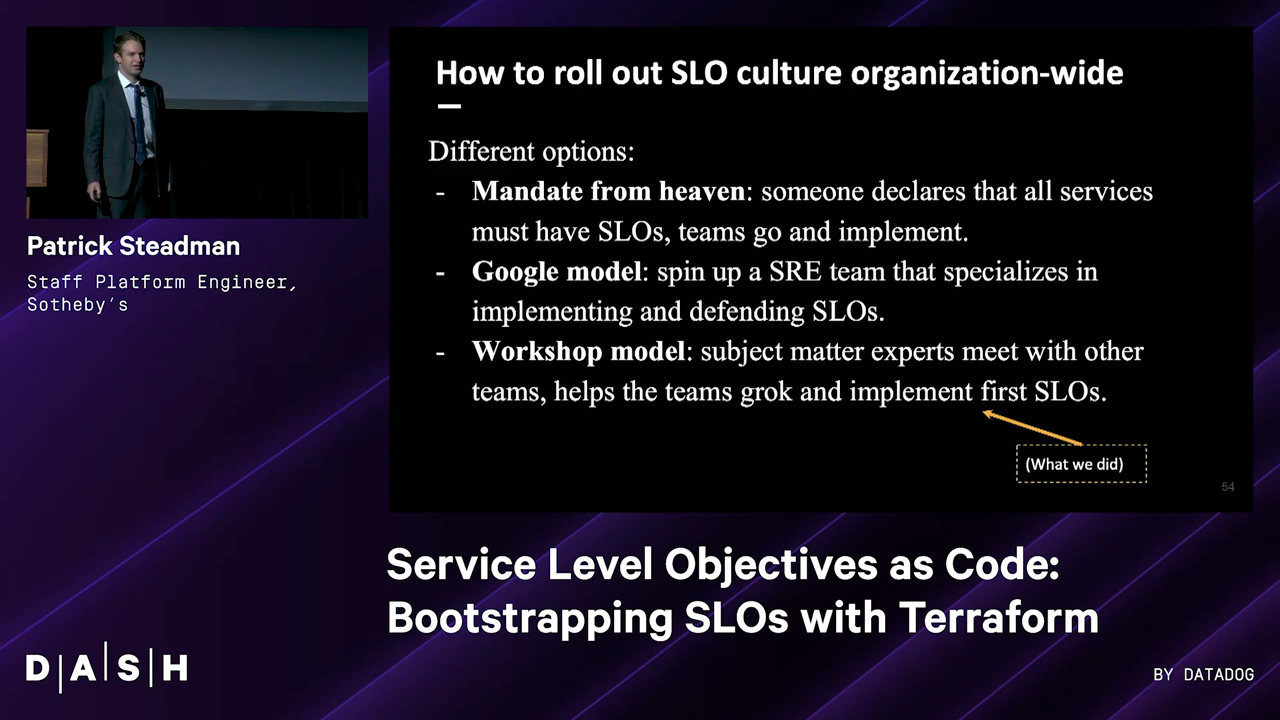 Patrick Steadman
Staff Platform Engineer,
Sotheby's
How to roll out SLO culture organization-wide
Different options:
- Mandate from heaven: someone declares that all services
must have SLOs, teams go and implement.
- Google model: spin up a SRE team that specializes in
implementing and defending SLOs.
- Workshop model: subject matter experts meet with other
teams, helps the teams grok and implement first SLOs.
(What we did)
54
Service Level Objectives as Code:
Bootstrapping SLOs with Terraform
D|A|S|H
BY DATADOG